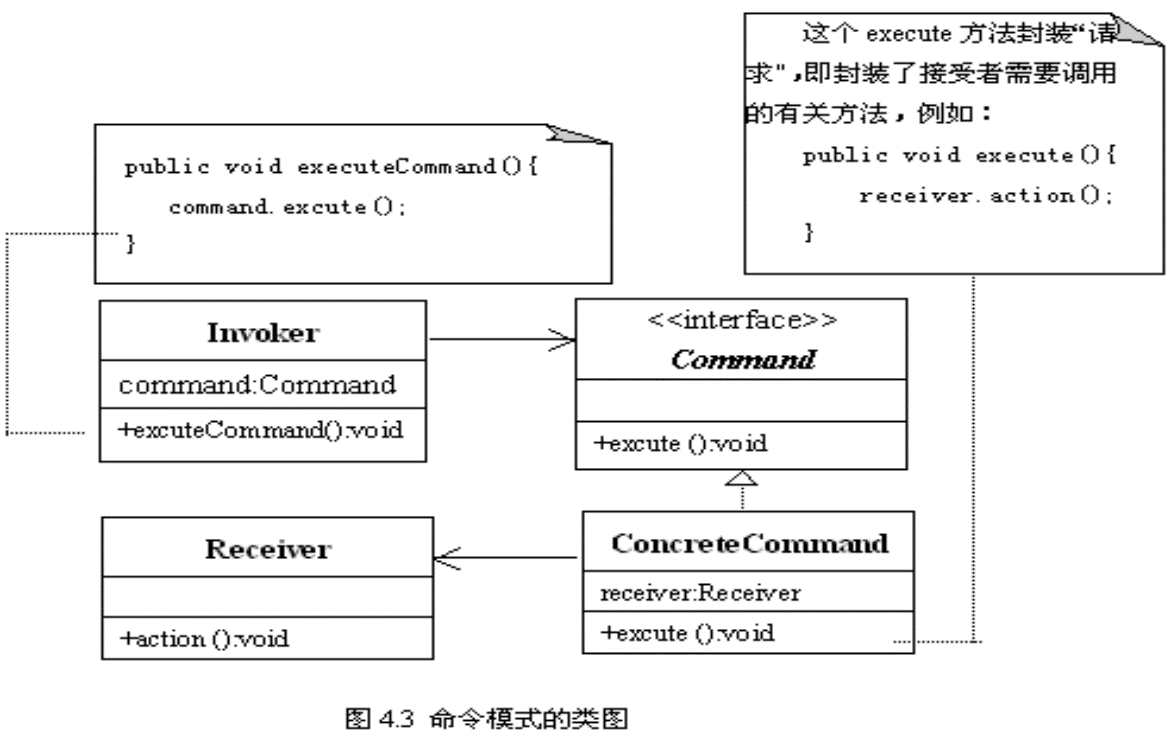 这个 execute 方法封装“请
求",即封装了接受者需要调用
的有关方法，例如：
public void execute(){
receiver.action();
}
public void executeCommand(){
command.excute();
}
Invoker
command:Command
+excuteCommand():void
<<interface>>
Command
+excute ():void
Receiver
+action ():void
ConcreteCommand
receiver:Receiver
+excute ():void
图 4.3 命令模式的类图